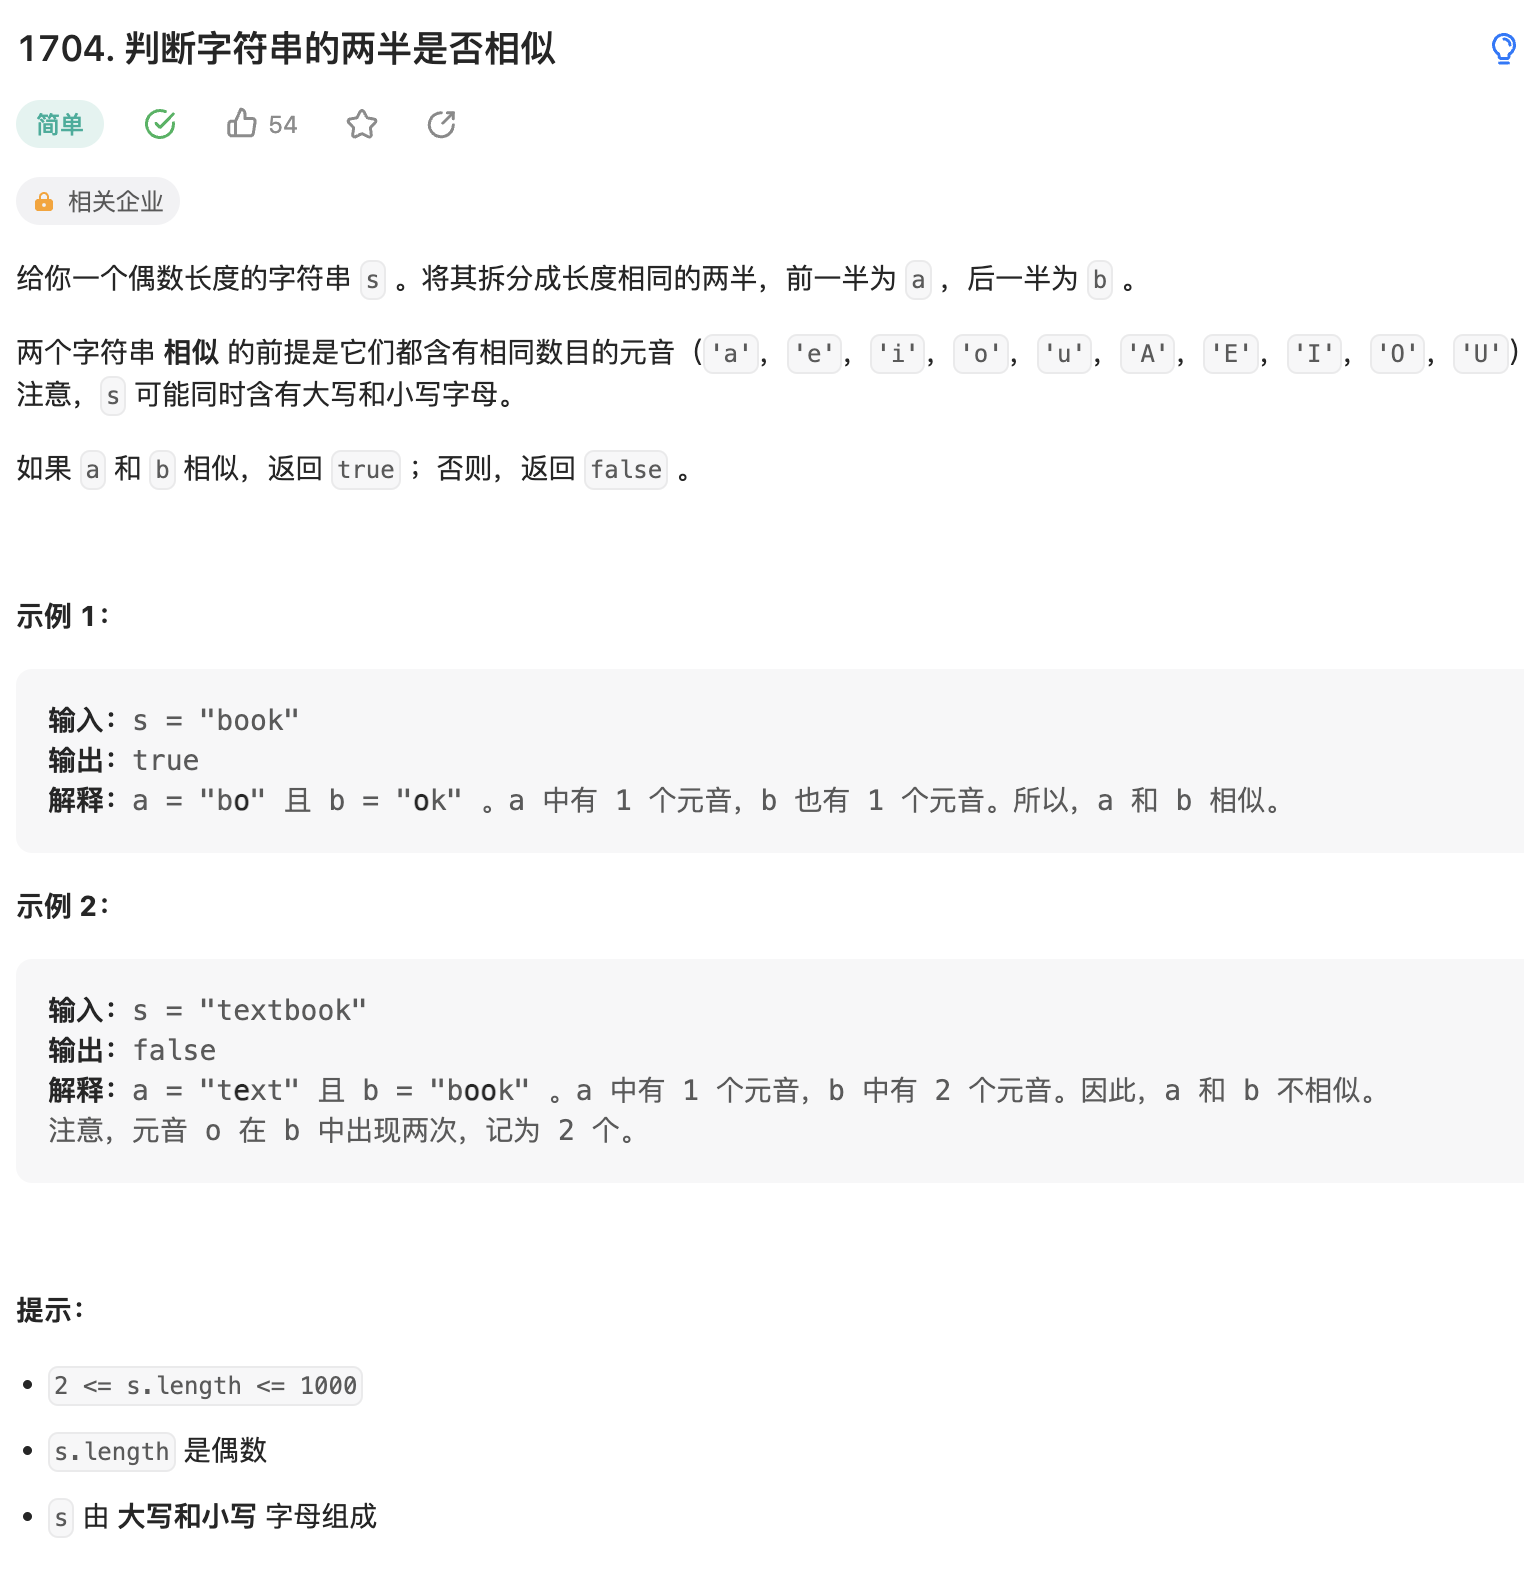 1704. 判断字符串的两半是否相似
简单
54
相关企业
给你一个偶数长度的字符串 s 。将其拆分成长度相同的两半，前一半为 a ，后一半为 b 。
两个字符串 相似 的前提是它们都含有相同数目的元音（'a'，'e'，'i'，'o'，'u'，'A'，'E'，'I'，'O'，'U'）
注意，s 可能同时含有大写和小写字母。
如果 a 和 b 相似，返回 true ；否则，返回 false 。
示例 1：
输入：s = "book"
输出：true
解释：a = "bo" 且 b = "ok" 。a 中有 1 个元音，b 也有 1 个元音。所以，a 和 b 相似。
示例 2：
输入：s = "textbook"
输出：false
解释：a = "text" 且 b = "book" 。a 中有 1 个元音，b 中有 2 个元音。因此，a 和 b 不相似。
注意，元音 o 在 b 中出现两次，记为 2 个。
提示：
• 2 <= s.length <= 1000
• s.length 是偶数
• s 由 大写和小写 字母组成